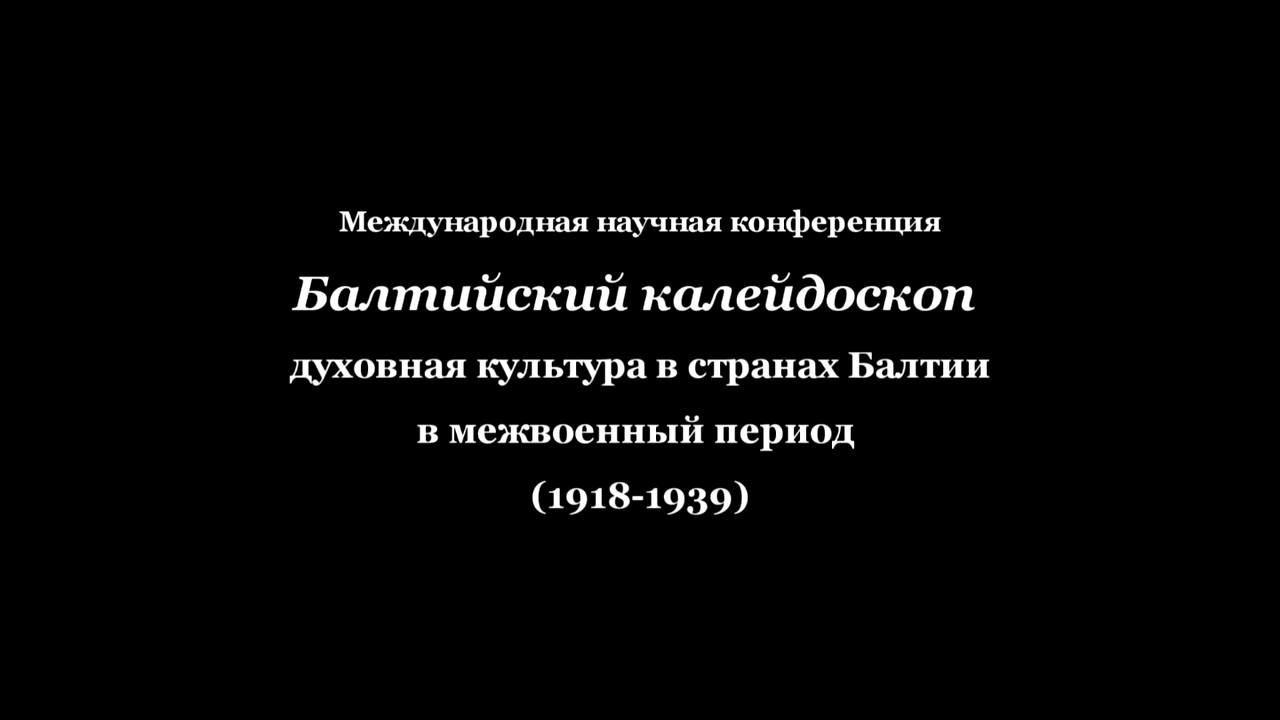 Международная научная конференция
Балтийский калейдоскоп
духовная культура в странах Балтии
в межвоенный период
(1918-1939)